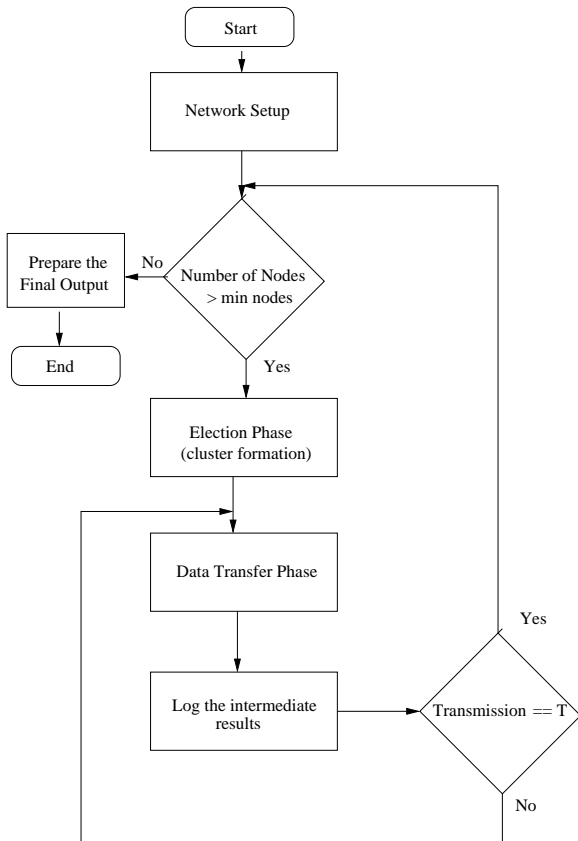 Start
Network Setup
Number of Nodes
> min nodes
No
Prepare the
Final Output
End
Yes
Election Phase
(cluster formation)
Data Transfer Phase
Log the intermediate
results
Transmission == T
Yes
No